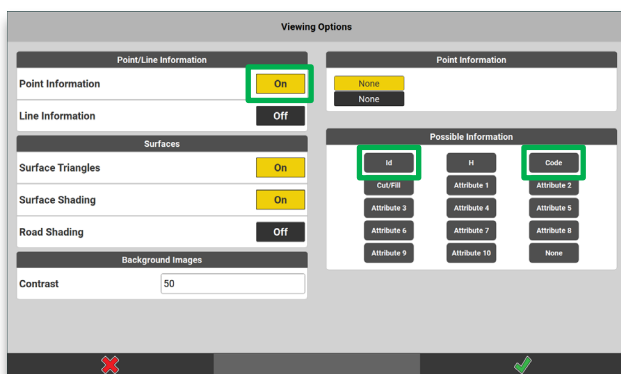 Viewing Options
Point/Line Information
Point Information On
Line Information Off
Surfaces
Surface Triangles On
Surface Shading On
Road Shading Off
Background Images
Contrast 50
Point Information
None
None
Possible Information
Id H Code
Cut/Fill Attribute 1 Attribute 2
Attribute 3 Attribute 4 Attribute 5
Attribute 6 Attribute 7 Attribute 8
Attribute 9 Attribute 10 None